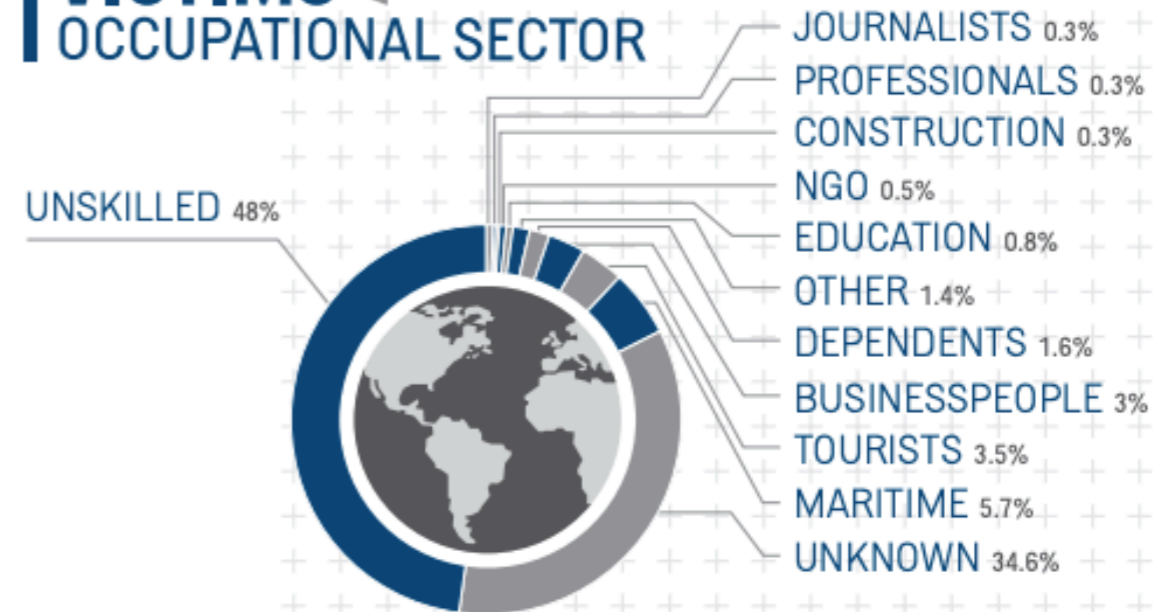 OCCUPATIONAL SECTOR
JOURNALISTS 0.3%
PROFESSIONALS 0.3%
CONSTRUCTION 0.3%
NGO 0.5%
UNSKILLED 48%
EDUCATION 0.8%
OTHER 1.4%
DEPENDENTS 1.6%
BUSINESSPEOPLE 3%
TOURISTS 3.5%
MARITIME 5.7%
UNKNOWN 34.6%